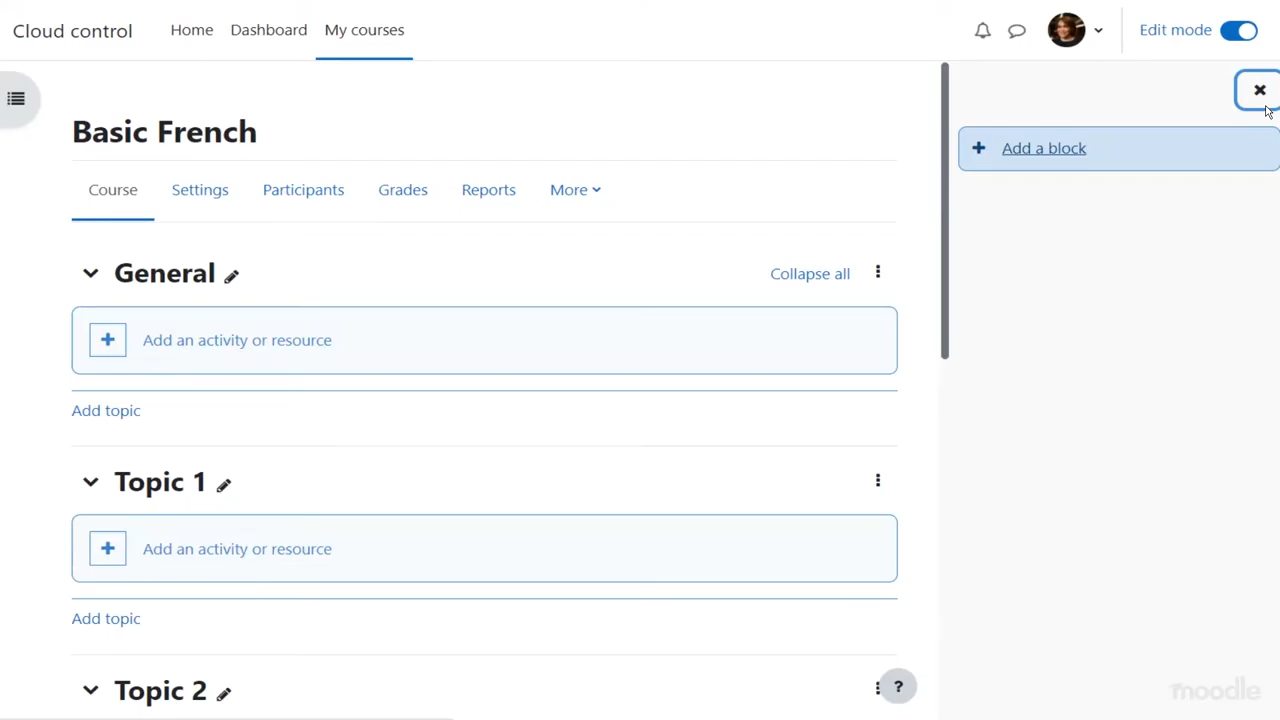 Cloud control
Home
Dashboard
My courses
Edit mode
Basic French
Add a block
Course
Settings
Participants
Grades
Reports
More
General
Collapse all
Add an activity or resource
Add topic
Topic 1
Add an activity or resource
Add topic
Topic 2
?
moodle